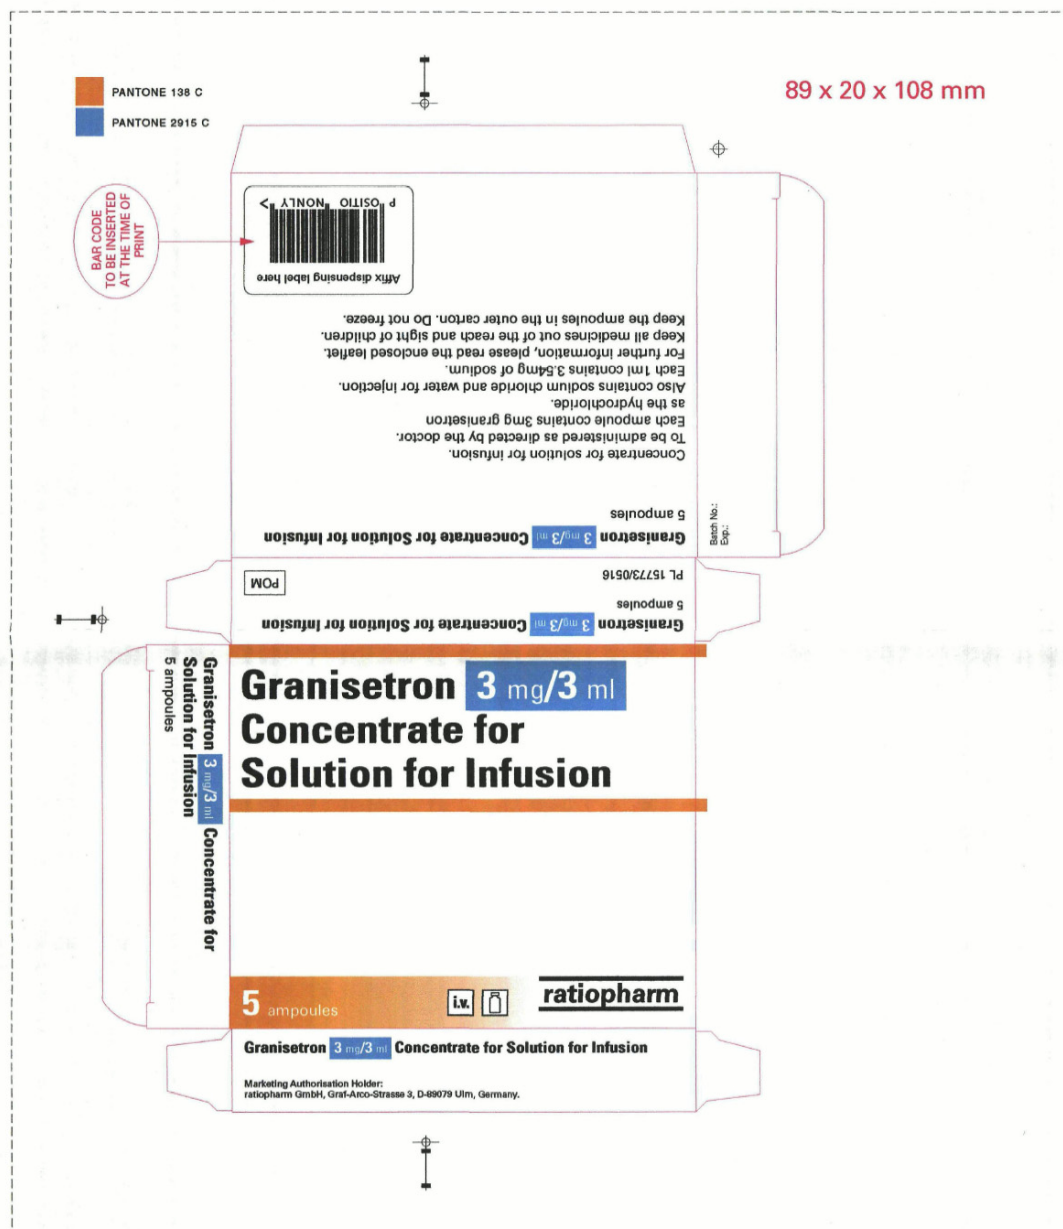 PANTONE 138 C
PANTONE 2915 C
89 x 20 x 108 mm
BAR CODE
TO BE INSERTED
AT THE TIME OF
PRINT
Affix dispensing label here
P OSITIO NONLY >
Granisetron 3 mg/3 ml Concentrate for Solution for Infusion
5 ampoules
Concentrate for solution for infusion.
To be administered as directed by the doctor.
Each ampoule contains 3mg granisetron
as the hydrochloride.
Also contains sodium chloride and water for injection.
Each 1ml contains 3.54mg of sodium.
For further information, please read the enclosed leaflet.
Keep all medicines out of the reach and sight of children.
Keep the ampoules in the outer carton. Do not freeze.
Batch No.:
Exp.:
Granisetron 3 mg/3 ml Concentrate for Solution for Infusion
5 ampoules
PL 15773/0516
POM
Granisetron 3 mg/3 ml Concentrate for
Solution for Infusion
5 ampoules
Granisetron 3 mg/3 ml
Concentrate for
Solution for Infusion
5 ampoules
i.v.
ratiopharm
Granisetron 3 mg/3 ml Concentrate for Solution for Infusion
Marketing Authorisation Holder:
ratiopharm GmbH, Graf-Arco-Strasse 3, D-89079 Ulm, Germany.